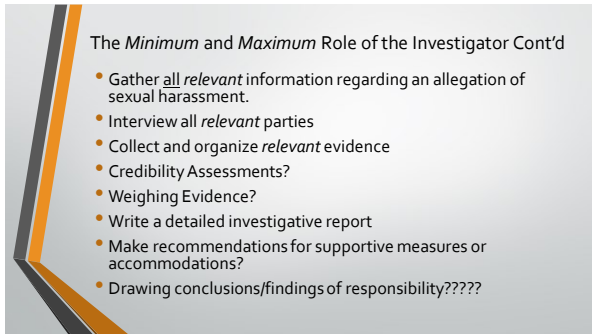 The Minimum and Maximum Role of the Investigator Cont'd
• Gather all relevant information regarding an allegation of
sexual harassment.
• Interview all relevant parties
• Collect and organize relevant evidence
• Credibility Assessments?
• Weighing Evidence?
• Write a detailed investigative report
• Make recommendations for supportive measures or
accommodations?
• Drawing conclusions/findings of responsibility?????